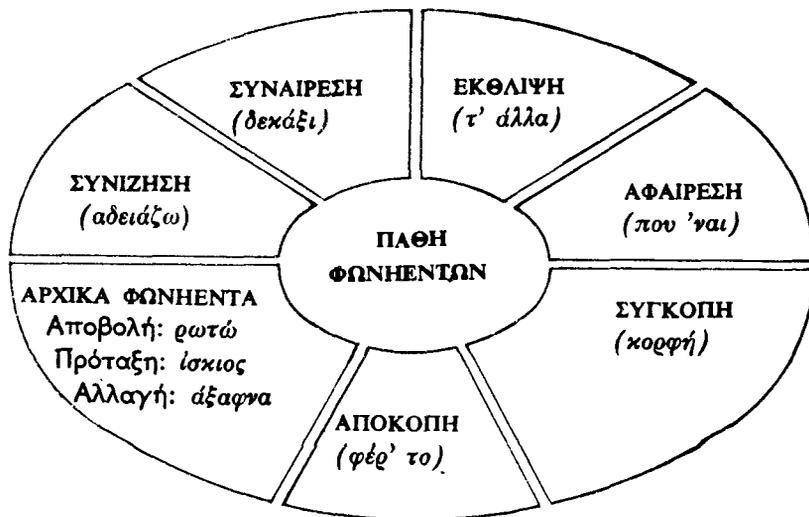 ΣΥΝΑΙΡΕΣΗ
(δεκάξι)
ΕΚΘΛΙΨΗ
(τ' άλλα)
ΣΥΝΙΖΗΣΗ
(αδειάζω)
ΑΦΑΙΡΕΣΗ
(που 'ναι)
ΠΑΘΗ
ΦΩΝΗΕΝΤΩΝ
ΑΡΧΙΚΑ ΦΩΝΗΕΝΤΑ
Αποβολή: ρωτώ
Πρόταξη: ίσκιος
Αλλαγή: άξαφνα
ΣΥΓΚΟΠΗ
(κορφή)
ΑΠΟΚΟΠΗ
(φέρ' το)